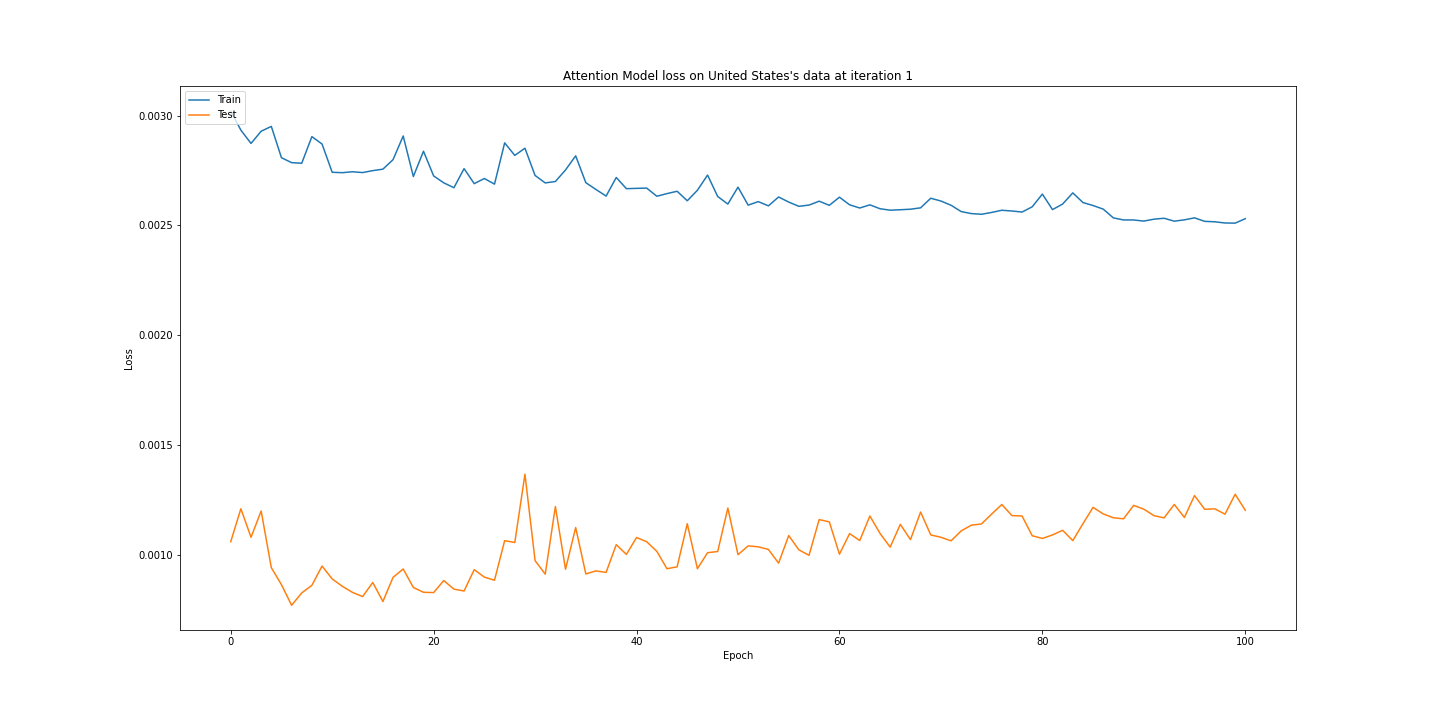 Attention Model loss on United States's data at iteration 1
Train
Test
0.0030
0.0025
0.0020
0.0015
0.0010
Loss
0 20 40 60 80 100
Epoch